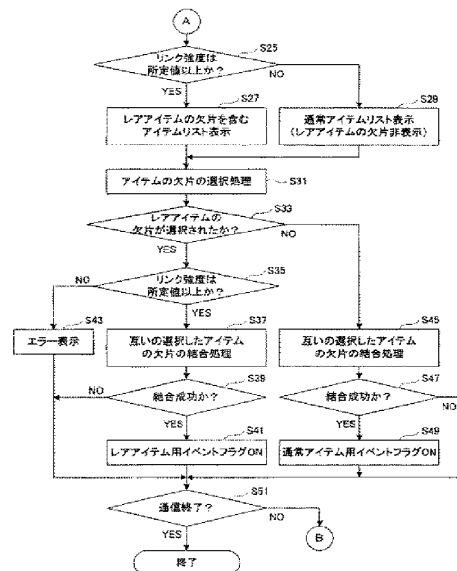 A
S25
リンク強度は
所定値以上か?
NO
YES
S27
レアアイテムの欠片を含む
アイテムリスト表示
S29
通常アイテムリスト表示
(レアアイテムの欠片非表示)
アイテムの欠片の選択処理
S31
S33
レアアイテムの
欠片が選択されたか?
NO
YES
S35
リンク強度は
所定値以上か?
NO
YES
S43
エラー表示
S37
互いの選択したアイテム
の欠片の結合処理
S45
互いの選択したアイテム
の欠片の結合処理
S39
結合成功か?
NO
YES
S47
結合成功か?
NO
YES
S41
レアアイテム用イベントフラグON
S49
通常アイテム用イベントフラグON
S51
通信終了?
NO
YES
B
終了